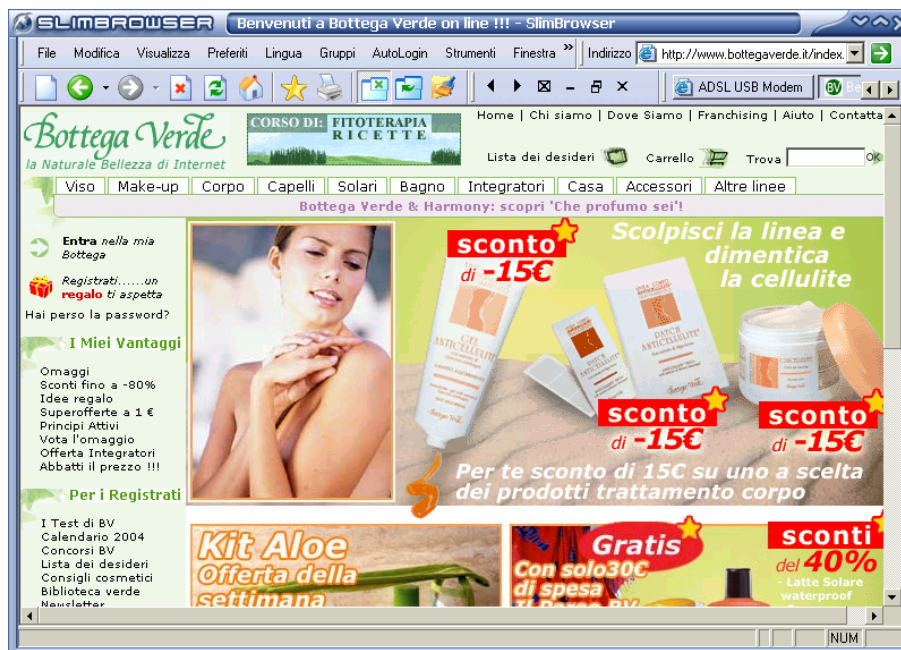 SLIMBROWSER
Benvenuti a Bottega Verde on line !!! - SlimBrowser
File Modifica Visualizza Preferiti Lingua Gruppi AutoLogin Strumenti Finestra » Indirizzo http://www.bottegaverde.it/index.
ADSL USB Modem BV
Bottega Verde
la Naturale Bellezza di Internet
CORSO DI: FITOTERAPIA
RICETTE
Home | Chi siamo | Dove Siamo | Franchising | Aiuto | Contatta
Lista dei desideri Carrello Trova OK
Viso Make-up Corpo Capelli Solari Bagno Integratori Casa Accessori Altre linee
Bottega Verde & Harmony: scopri 'Che profumo sei'!
Entra nella mia
Bottega
Registrati......un
regalo ti aspetta
Hai perso la password?
I Miei Vantaggi
Omaggi
Sconti fino a -80%
Idee regalo
Superofferte a 1 €
Principi Attivi
Vota l'omaggio
Offerta Integratori
Abbatti il prezzo !!!
Per i Registrati
I Test di BV
Calendario 2004
Concorsi BV
Lista dei desideri
Consigli cosmetici
Biblioteca verde
Newsletter
sconto
di -15€
Scolpisci la linea e
dimentica
la cellulite
GEL
ANTICELLULITE
PATCH
ANTICELLULITE
Bottega Verde
sconto
di -15€
sconto
di -15€
Per te sconto di 15€ su uno a scelta
dei prodotti trattamento corpo
Kit Aloe
Offerta della
settimana
Gratis
Con solo30€
di spesa
sconti
del 40%
- Latte Solare
waterproof
NUM